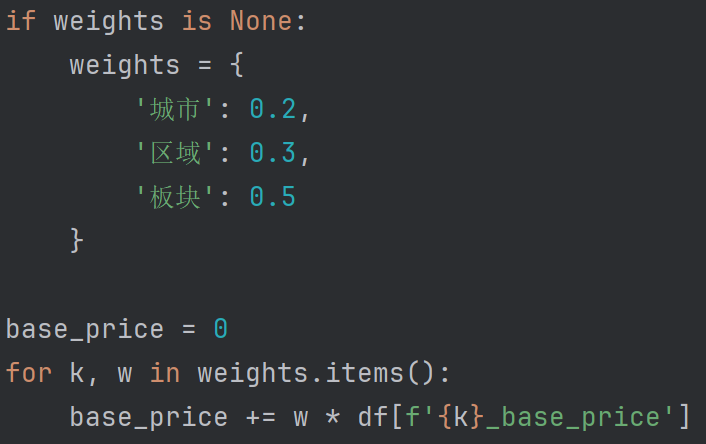 if weights is None:
    weights = {
        '城市': 0.2,
        '区域': 0.3,
        '板块': 0.5
    }

base_price = 0
for k, w in weights.items():
    base_price += w * df[f'{k}_base_price']